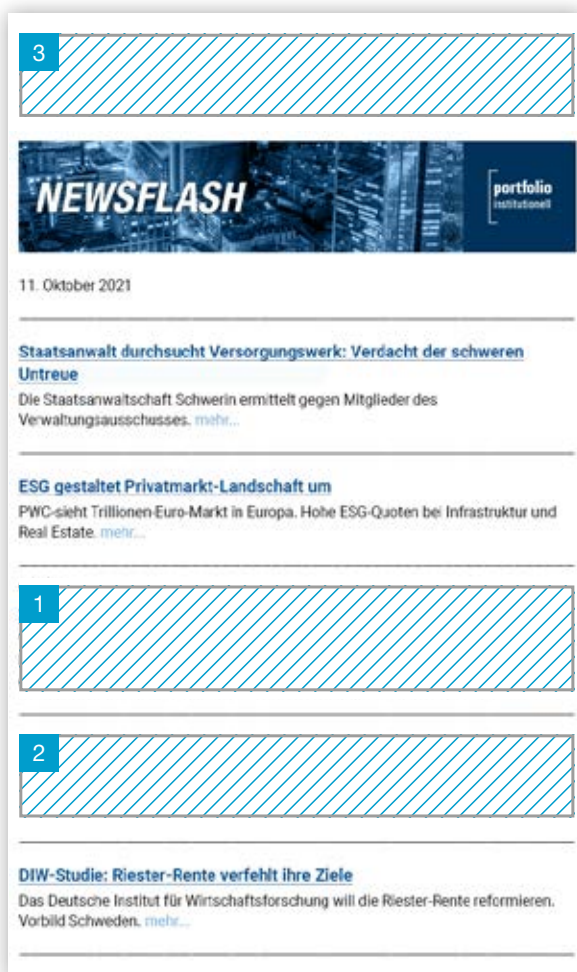 3
NEWSFLASH
portfolio
institutionell
11. Oktober 2021
Staatsanwalt durchsucht Versorgungswerk: Verdacht der schweren
Untreue
Die Staatsanwaltschaft Schwerin ermittelt gegen Mitglieder des
Verwaltungsausschusses. mehr...
ESG gestaltet Privatmarkt-Landschaft um
PWC-sieht Trillionen-Euro-Markt in Europa. Hohe ESG-Quoten bei Infrastruktur und
Real Estate. mehr...
1
2
DIW-Studie: Riester-Rente verfehlt ihre Ziele
Das Deutsche Institut für Wirtschaftsforschung will die Riester-Rente reformieren.
Vorbild Schweden. mehr...